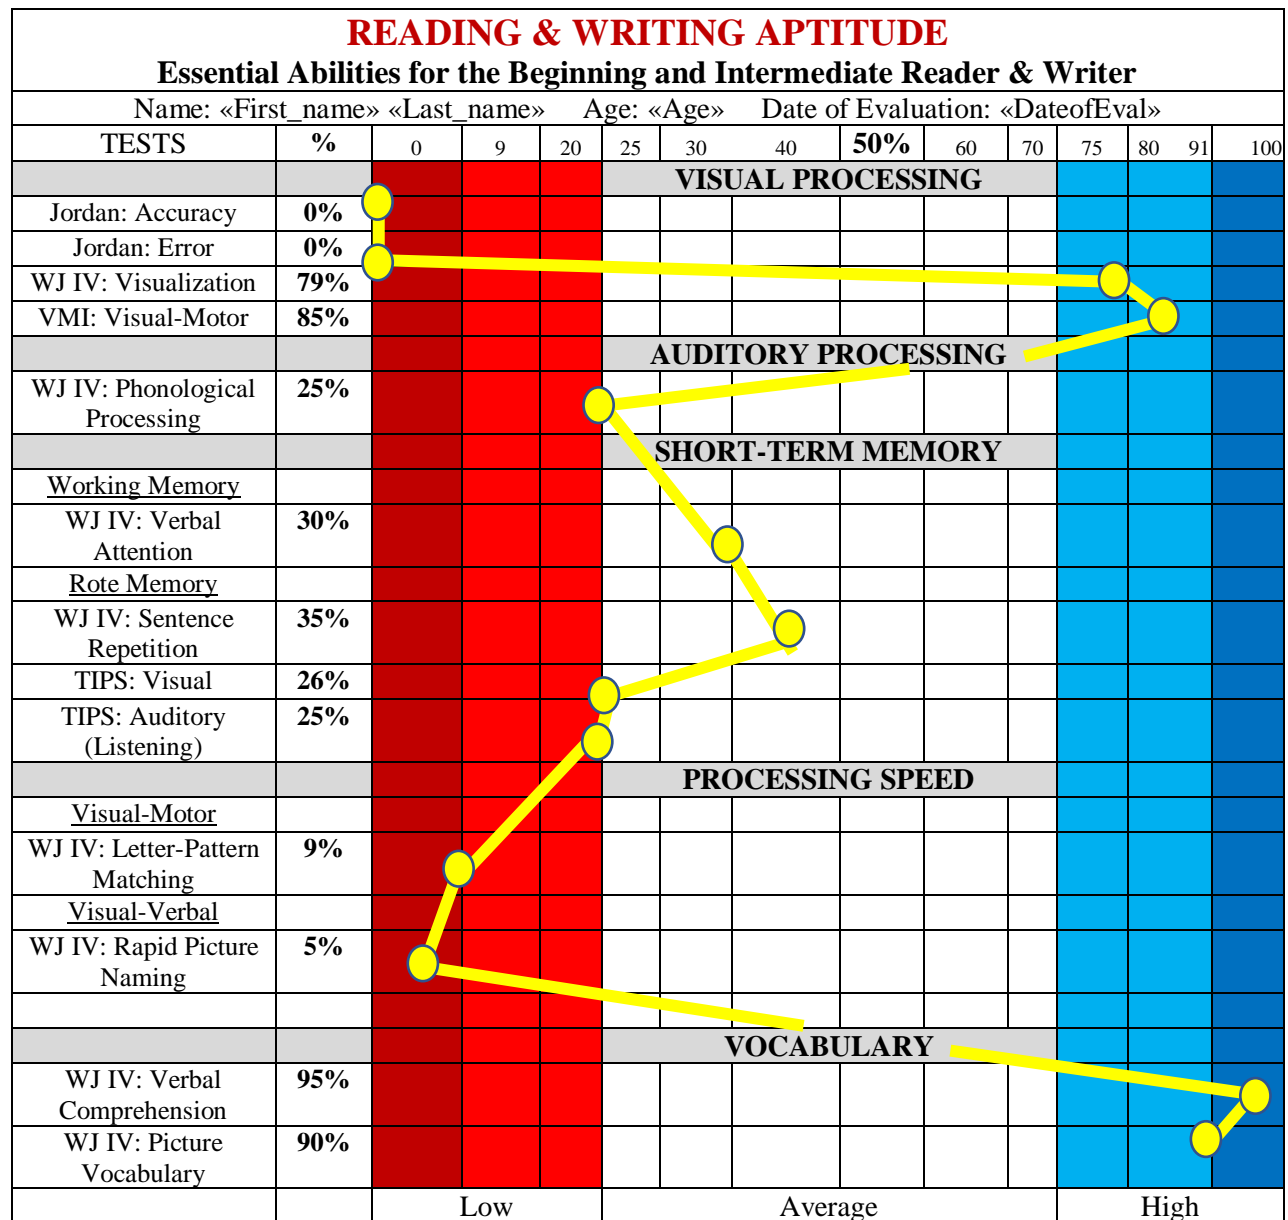 READING & WRITING APTITUDE
Essential Abilities for the Beginning and Intermediate Reader & Writer
Name: «First_name» «Last_name» Age: «Age» Date of Evaluation: «DateofEval»
TESTS % 0 9 20 25 30 40 50% 60 70 75 80 91 100
VISUAL PROCESSING
Jordan: Accuracy 0%
Jordan: Error 0%
WJ IV: Visualization 79%
VMI: Visual-Motor 85%
AUDITORY PROCESSING
WJ IV: Phonological 25%
Processing
SHORT-TERM MEMORY
Working Memory
WJ IV: Verbal 30%
Attention
Rote Memory
WJ IV: Sentence 35%
Repetition
TIPS: Visual 26%
TIPS: Auditory 25%
(Listening)
PROCESSING SPEED
Visual-Motor
WJ IV: Letter-Pattern 9%
Matching
Visual-Verbal
WJ IV: Rapid Picture 5%
Naming
VOCABULARY
WJ IV: Verbal 95%
Comprehension
WJ IV: Picture 90%
Vocabulary
Low Average High